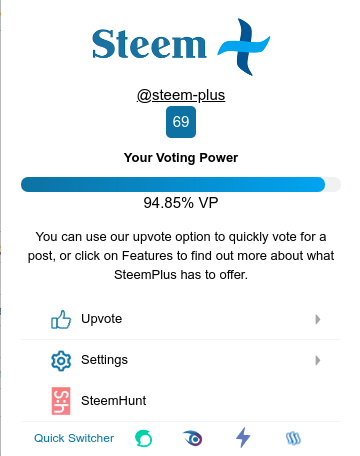 Steem
@steem-plus
69
Your Voting Power
94.85% VP
You can use our upvote option to quickly vote for a
post, or click on Features to find out more about what
SteemPlus has to offer.
Upvote
Settings
S:h SteemHunt
Quick Switcher